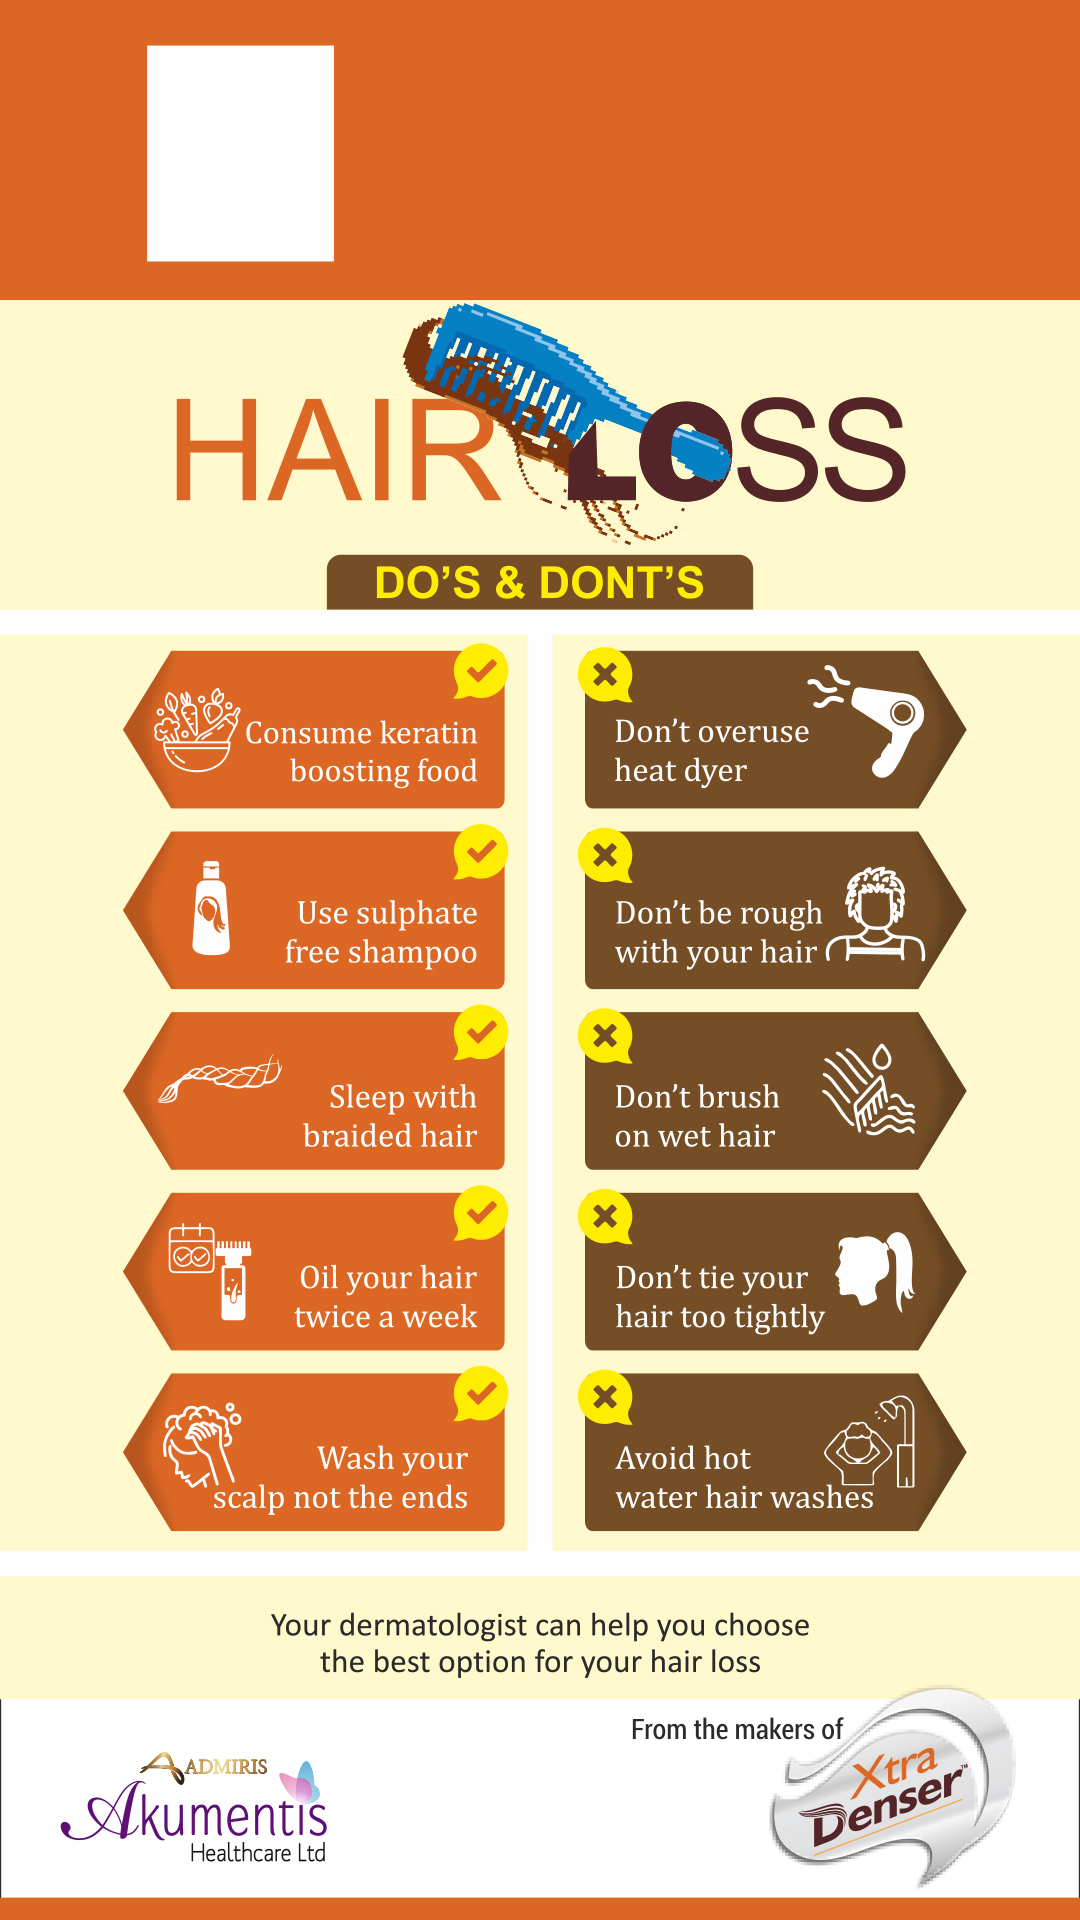 HAIR LOSS
DO'S & DONT'S
Consume keratin
boosting food
Use sulphate
free shampoo
Sleep with
braided hair
Oil your hair
twice a week
Wash your
scalp not the ends
Don't overuse
heat dyer
Don't be rough
with your hair
Don't brush
on wet hair
Don't tie your
hair too tightly
Avoid hot
water hair washes
Your dermatologist can help you choose
the best option for your hair loss
ADMIRIS
Akumentis
Healthcare Ltd
From the makers of
Xtra
Denser™